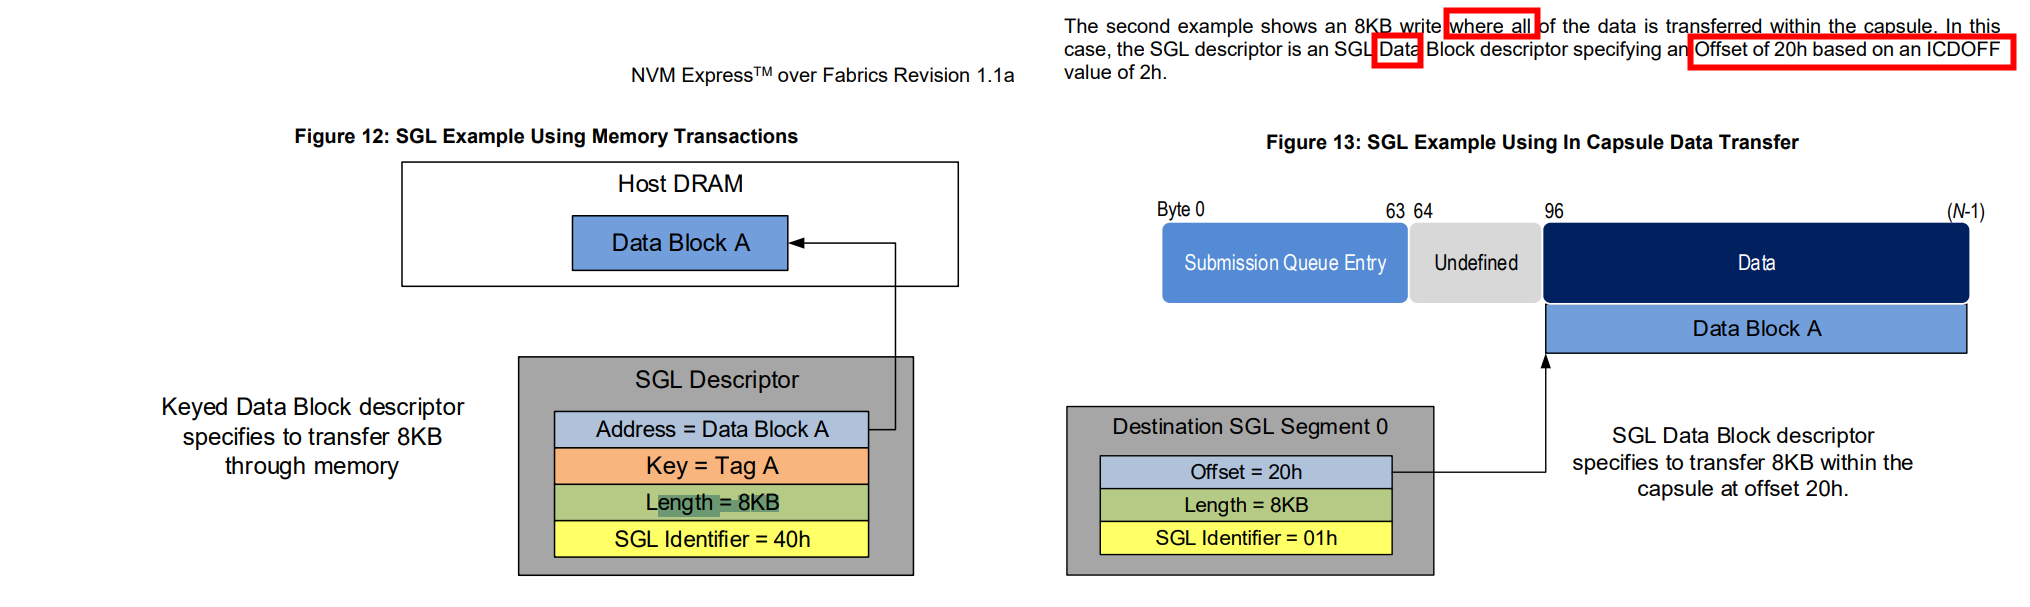 NVM Express™ over Fabrics Revision 1.1a
Figure 12: SGL Example Using Memory Transactions
Host DRAM
Data Block A
SGL Descriptor
Address = Data Block A
Key = Tag A
Length = 8KB
SGL Identifier = 40h
Keyed Data Block descriptor
specifies to transfer 8KB
through memory
The second example shows an 8KB write where all of the data is transferred within the capsule. In this
case, the SGL descriptor is an SGL Data Block descriptor specifying an Offset of 20h based on an ICDOFF
value of 2h.
Figure 13: SGL Example Using In Capsule Data Transfer
Byte 0 63 64 96 (N-1)
Submission Queue Entry Undefined Data
Data Block A
Destination SGL Segment 0
Offset = 20h
Length = 8KB
SGL Identifier = 01h
SGL Data Block descriptor
specifies to transfer 8KB within the
capsule at offset 20h.